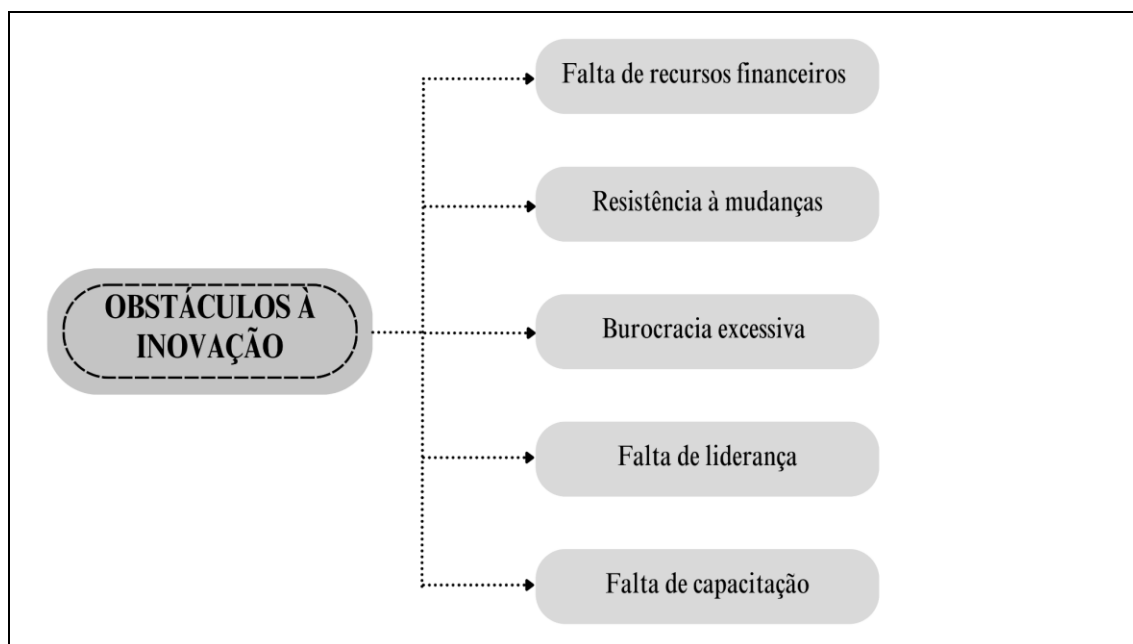 Falta de recursos financeiros
Resistência à mudanças
OBSTÁCULOS À
INOVAÇÃO
Burocracia excessiva
Falta de liderança
Falta de capacitação